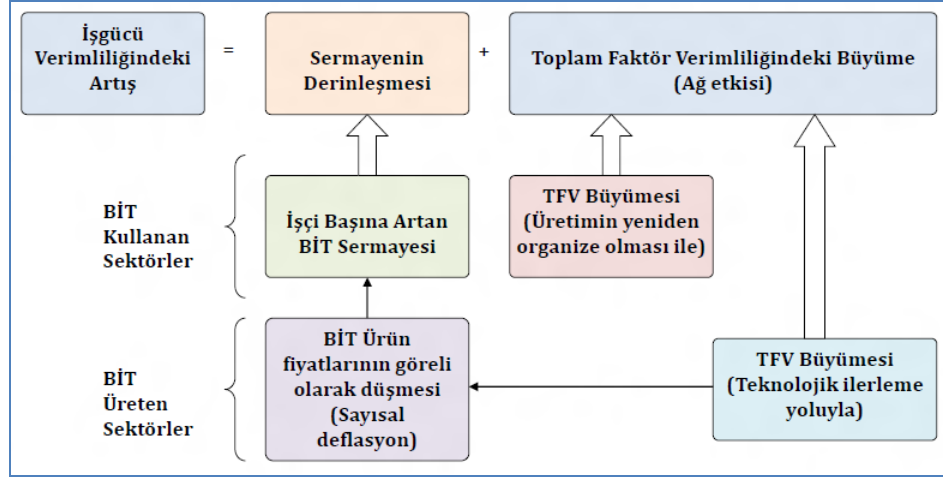 İşgücü
Verimliliğindeki
Artış
=
Sermayenin
Derinleşmesi
+
Toplam Faktör Verimliliğindeki Büyüme
(Ağ etkisi)
BİT
Kullanan
Sektörler
İşçi Başına Artan
BİT Sermayesi
TFV Büyümesi
(Üretimin yeniden
organize olması ile)
BİT
Üreten
Sektörler
BİT Ürün
fiyatlarının göreli
olarak düşmesi
(Sayısal
deflasyon)
TFV Büyümesi
(Teknolojik ilerleme
yoluyla)